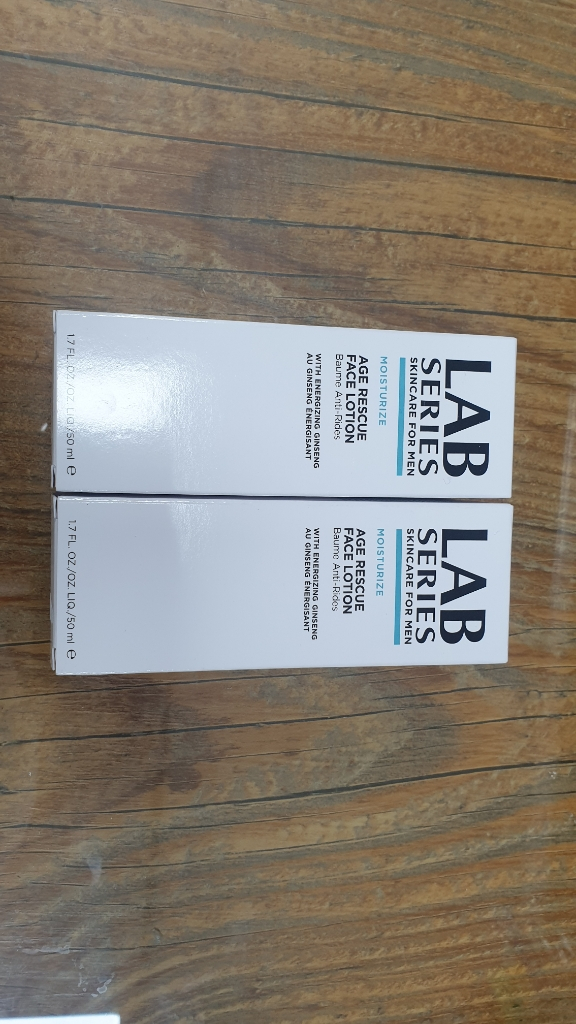 LAB
SERIES
SKINCARE FOR MEN
MOISTURIZE
AGE RESCUE
FACE LOTION
Baume Anti-Rides
WITH ENERGIZING GINSENG
AU GINSENG ÉNERGISANT
1.7 FL. OZ./OZ. LIQ./50 ml ℮
LAB
SERIES
SKINCARE FOR MEN
MOISTURIZE
AGE RESCUE
FACE LOTION
Baume Anti-Rides
WITH ENERGIZING GINSENG
AU GINSENG ÉNERGISANT
1.7 FL. OZ./OZ. LIQ./50 ml ℮